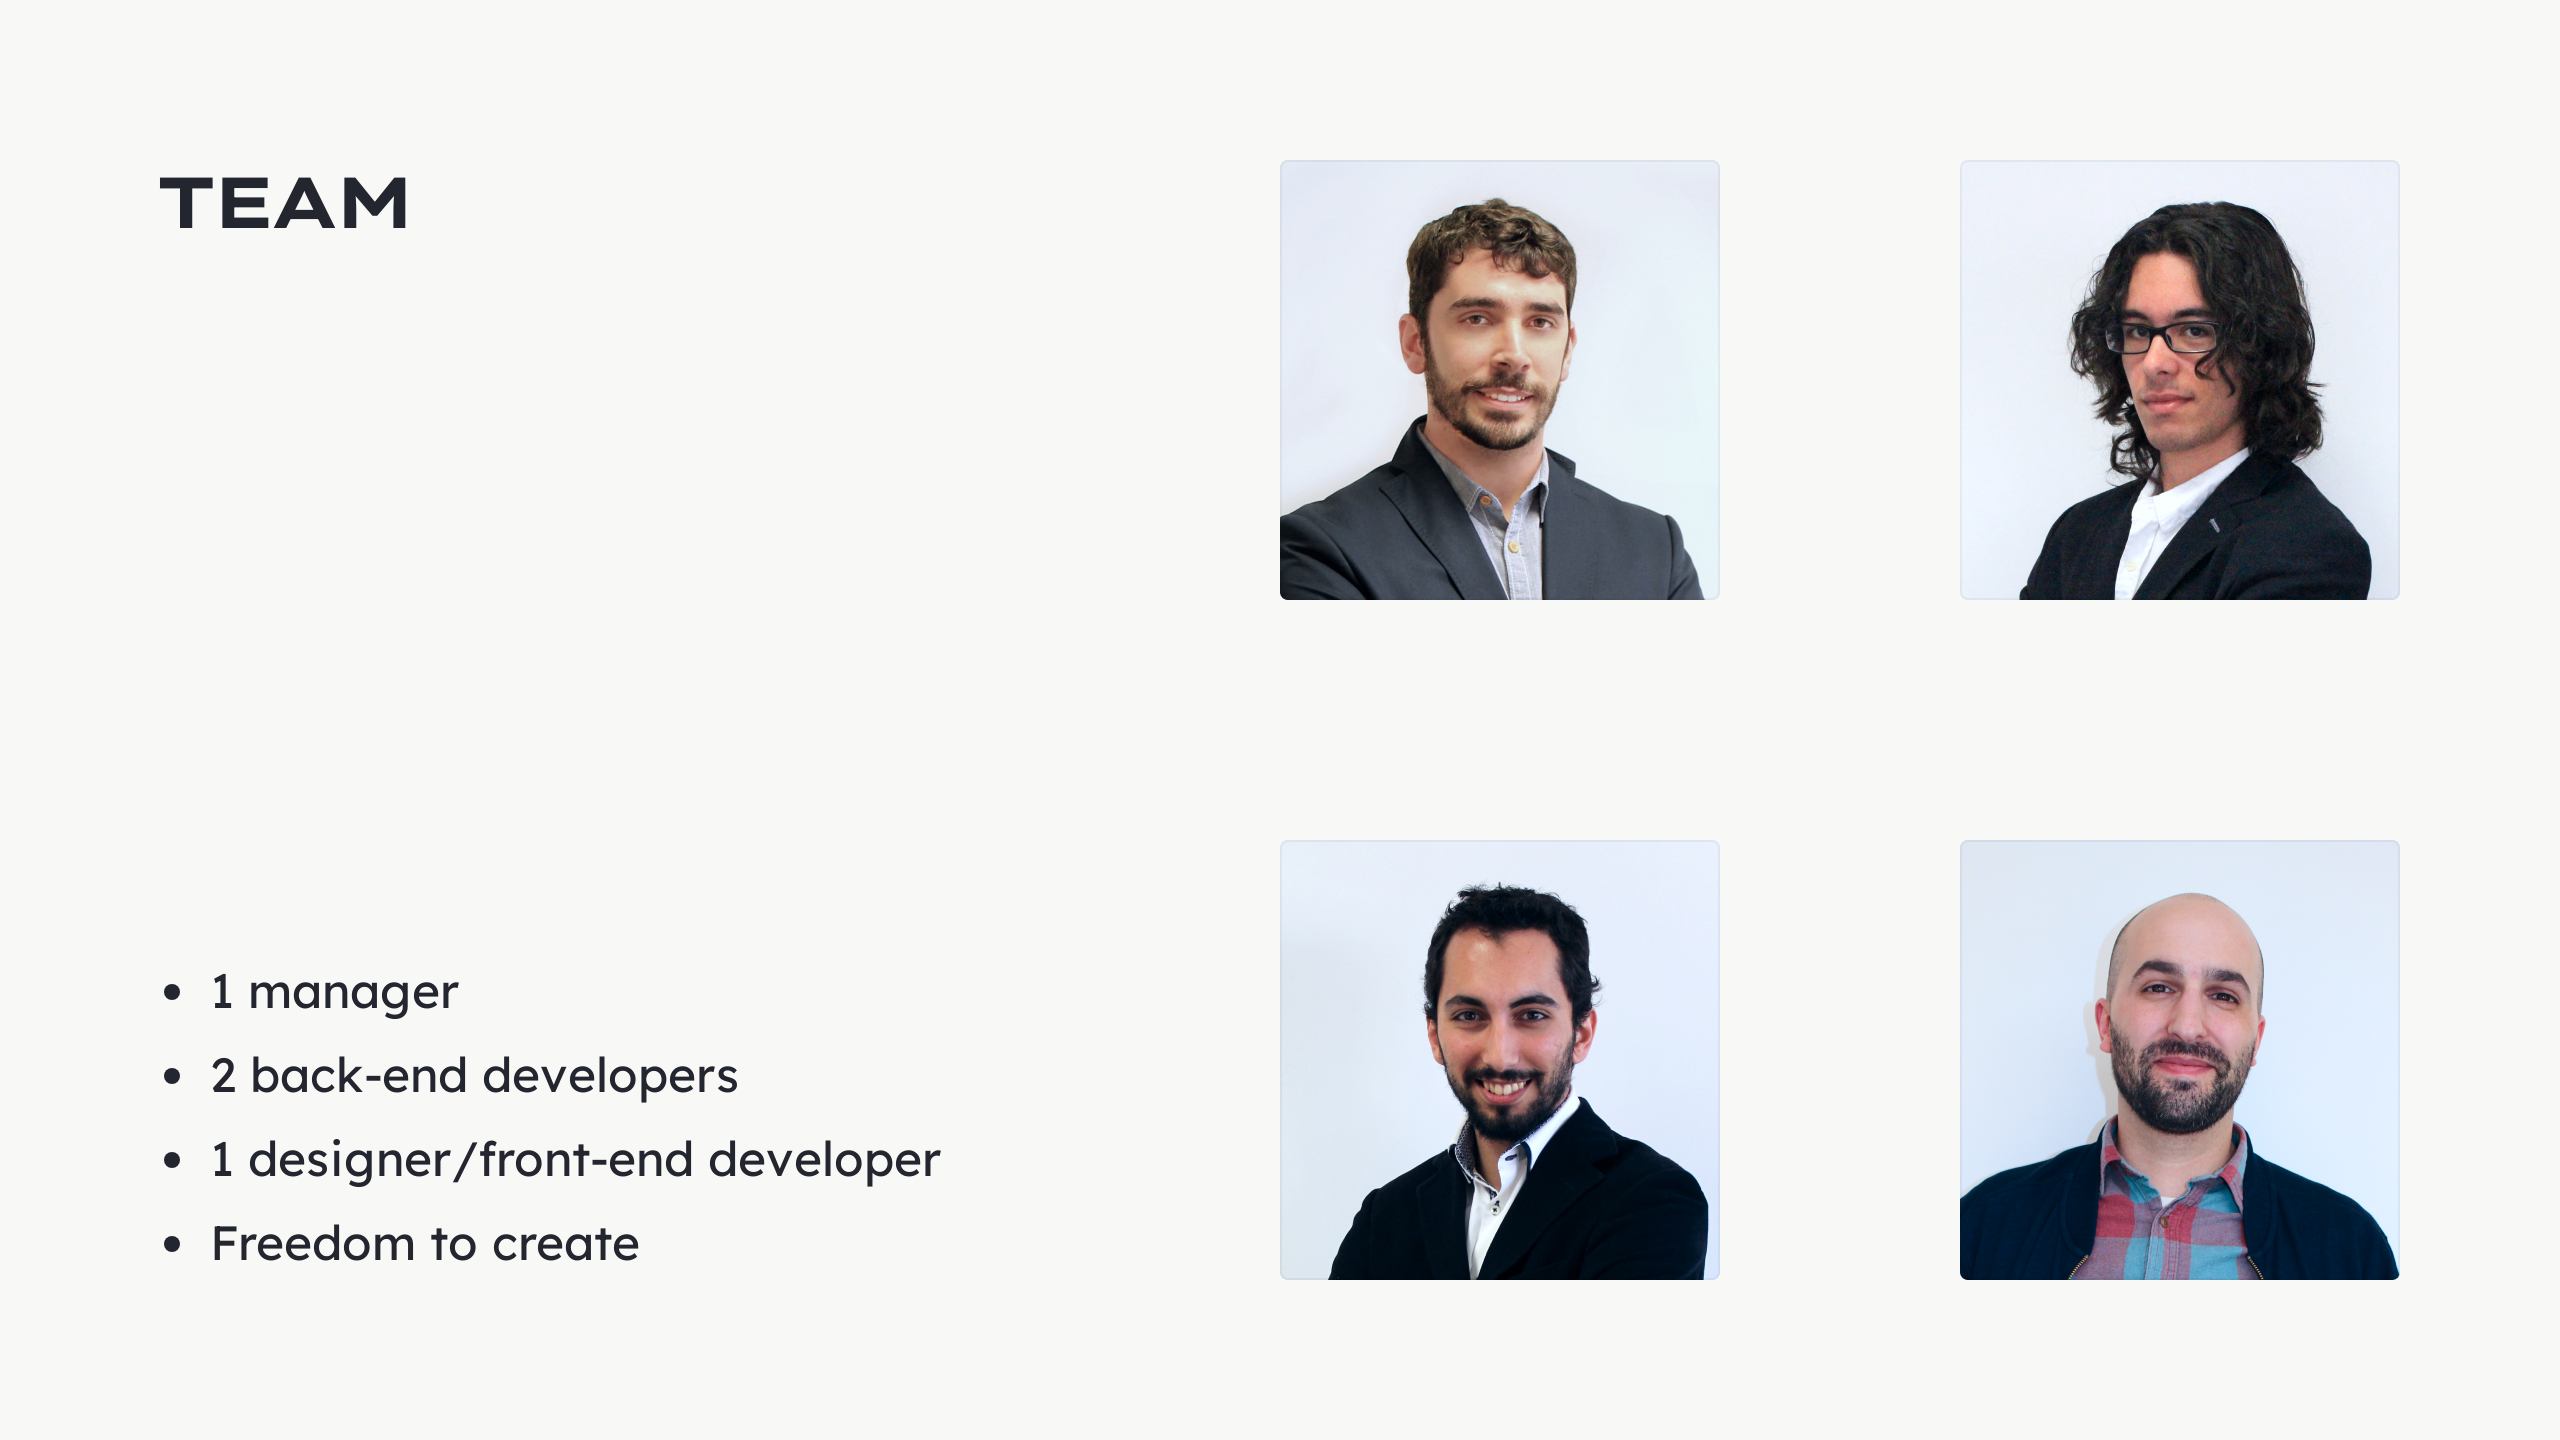 TEAM
• 1 manager
• 2 back-end developers
• 1 designer/front-end developer
• Freedom to create